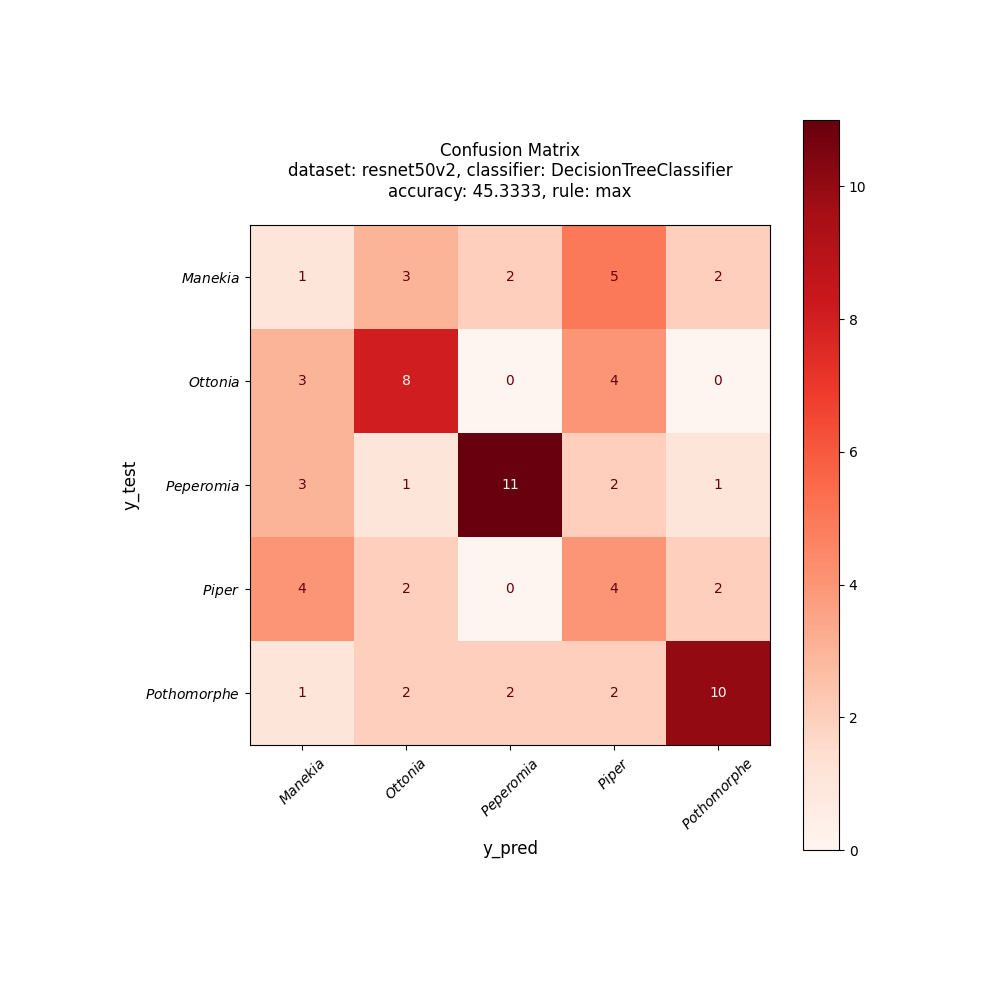 Confusion Matrix
dataset: resnet50v2, classifier: DecisionTreeClassifier
accuracy: 45.3333, rule: max
y_test
Manekia 1 3 2 5 2
Ottonia 3 8 0 4 0
Peperomia 3 1 11 2 1
Piper 4 2 0 4 2
Pothomorphe 1 2 2 2 10
Manekia Ottonia Peperomia Piper Pothomorphe
y_pred
10
8
6
4
2
0